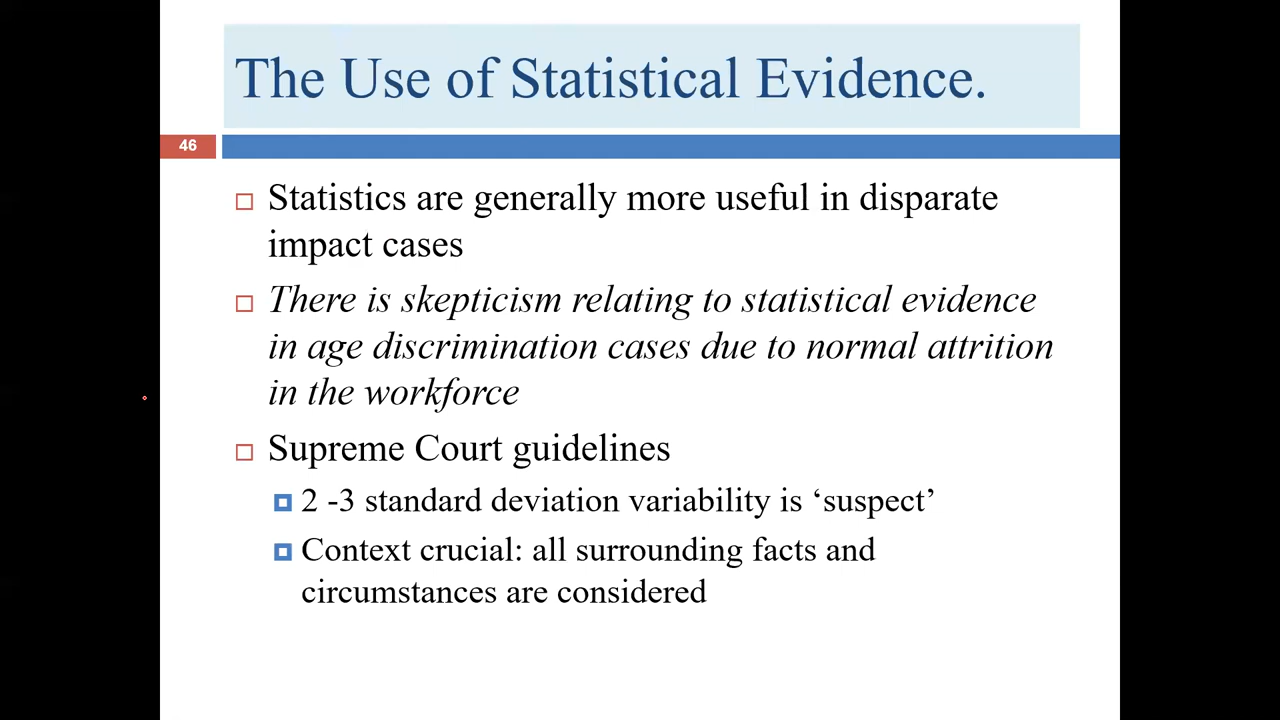 The Use of Statistical Evidence.
46
Statistics are generally more useful in disparate
impact cases
There is skepticism relating to statistical evidence
in age discrimination cases due to normal attrition
in the workforce
Supreme Court guidelines
2 -3 standard deviation variability is ‘suspect’
Context crucial: all surrounding facts and
circumstances are considered